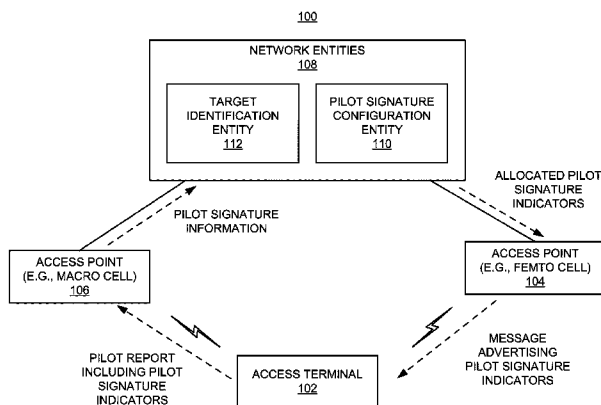 100
NETWORK ENTITIES
108
TARGET
IDENTIFICATION
ENTITY
112
PILOT SIGNATURE
CONFIGURATION
ENTITY
110
ALLOCATED PILOT
SIGNATURE
INDICATORS
PILOT SIGNATURE
INFORMATION
ACCESS POINT
(E.G., MACRO CELL)
106
ACCESS POINT
(E.G., FEMTO CELL)
104
PILOT REPORT
INCLUDING PILOT
SIGNATURE
INDICATORS
ACCESS TERMINAL
102
MESSAGE
ADVERTISING
PILOT SIGNATURE
INDICATORS